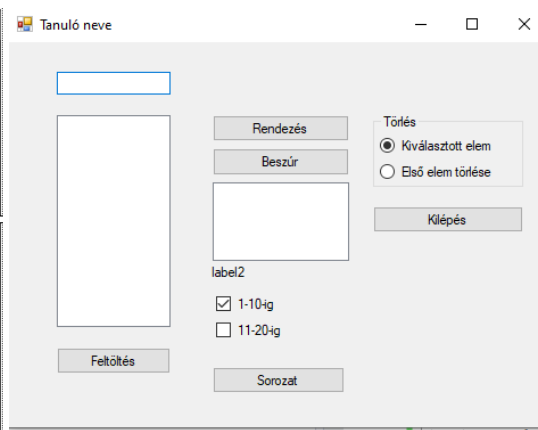 Tanuló neve
Rendezés
Beszúr
label2
1-10-ig
11-20-ig
Feltöltés
Sorozat
Törlés
Kiválasztott elem
Első elem törlése
Kilépés